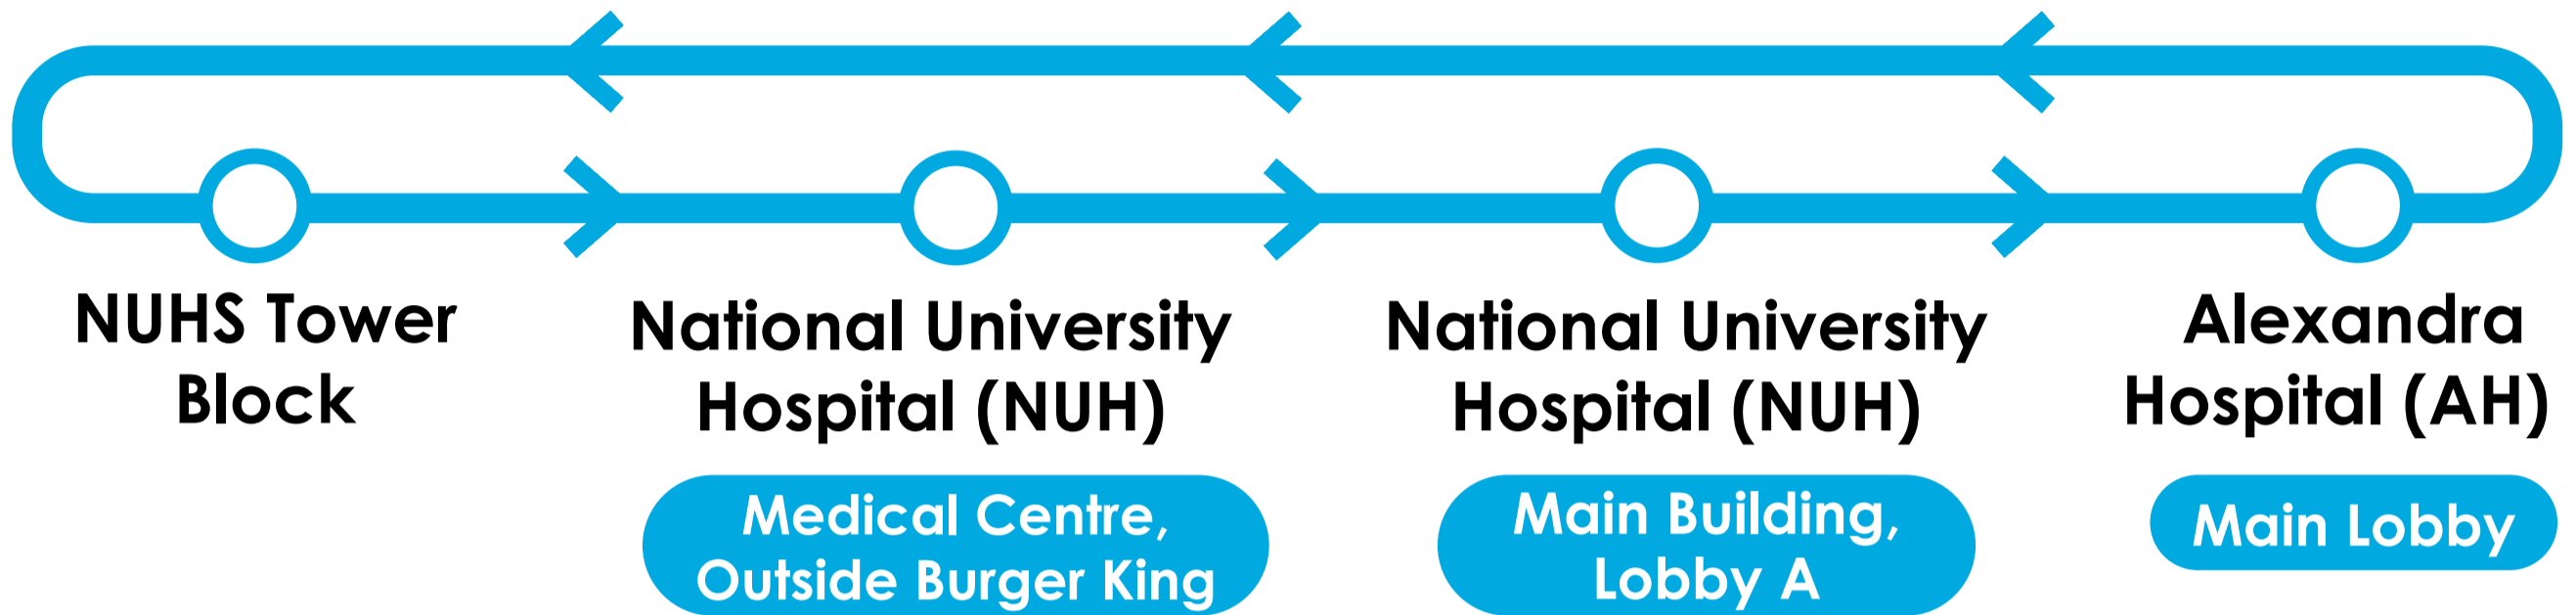 NUHS Tower
Block
National University
Hospital (NUH)
Medical Centre,
Outside Burger King
National University
Hospital (NUH)
Main Building,
Lobby A
Alexandra
Hospital (AH)
Main Lobby